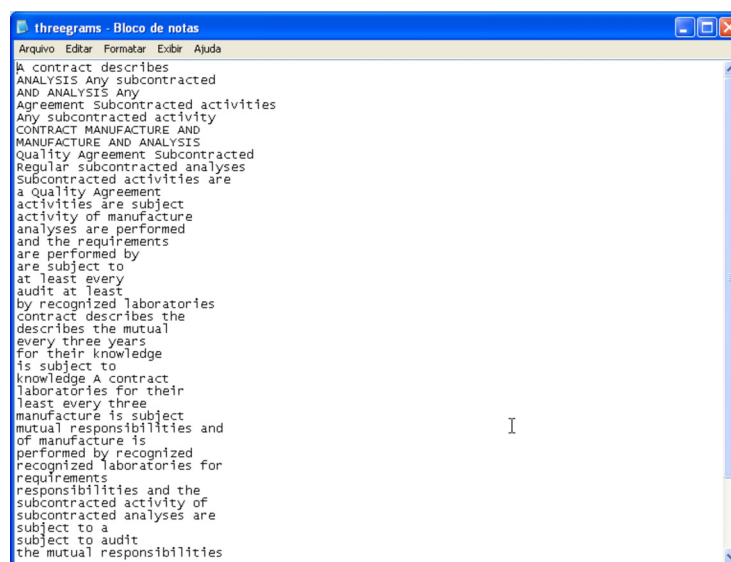 threegrams - Bloco de notas
Arquivo Editar Formatar Exibir Ajuda
A contract describes
ANALYSIS Any subcontracted
AND ANALYSIS Any
Agreement Subcontracted activities
Any subcontracted activity
CONTRACT MANUFACTURE AND
MANUFACTURE AND ANALYSIS
Quality Agreement Subcontracted
Regular subcontracted analyses
Subcontracted activities are
a Quality Agreement
activities are subject
activity of manufacture
analyses are performed
and the requirements
are performed by
are subject to
at least every
audit at least
by recognized laboratories
contract describes the
describes the mutual
every three years
for their knowledge
is subject to
knowledge A contract
laboratories for their
least every three
manufacture is subject
mutual responsibilities and
of manufacture is
performed by recognized
recognized laboratories for
requirements
responsibilities and the
subcontracted activity of
subcontracted analyses are
subject to a
subject to audit
the mutual responsibilities